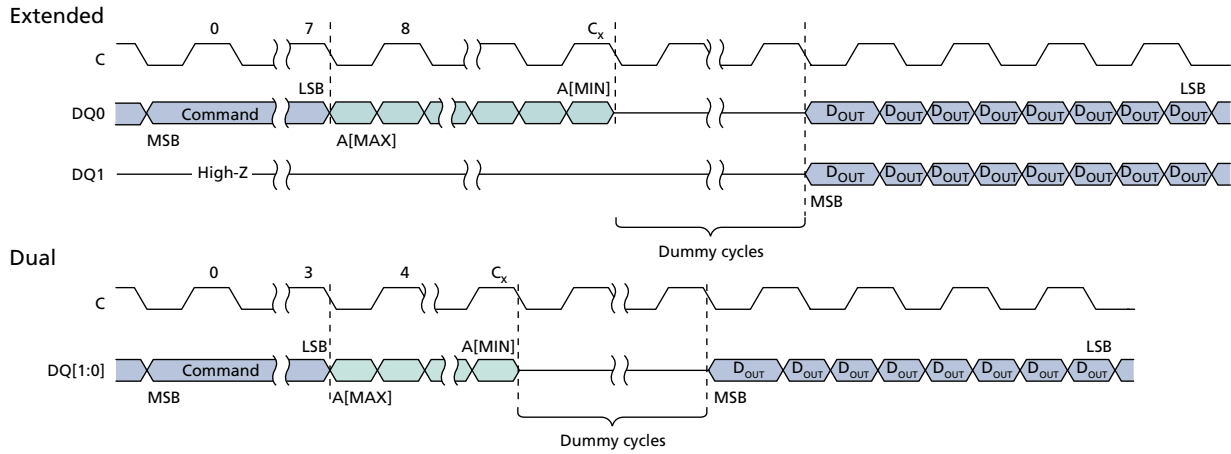 Extended
0 7 8 Cx
C
LSB A[MIN] LSB
DQ0 Command DOUT DOUT DOUT DOUT DOUT DOUT DOUT DOUT
MSB A[MAX]
DQ1 High-Z DOUT DOUT DOUT DOUT DOUT DOUT DOUT DOUT
MSB
Dummy cycles
Dual
0 3 4 Cx
C
LSB A[MIN] LSB
DQ[1:0] Command DOUT DOUT DOUT DOUT DOUT DOUT DOUT DOUT
MSB A[MAX] MSB
Dummy cycles